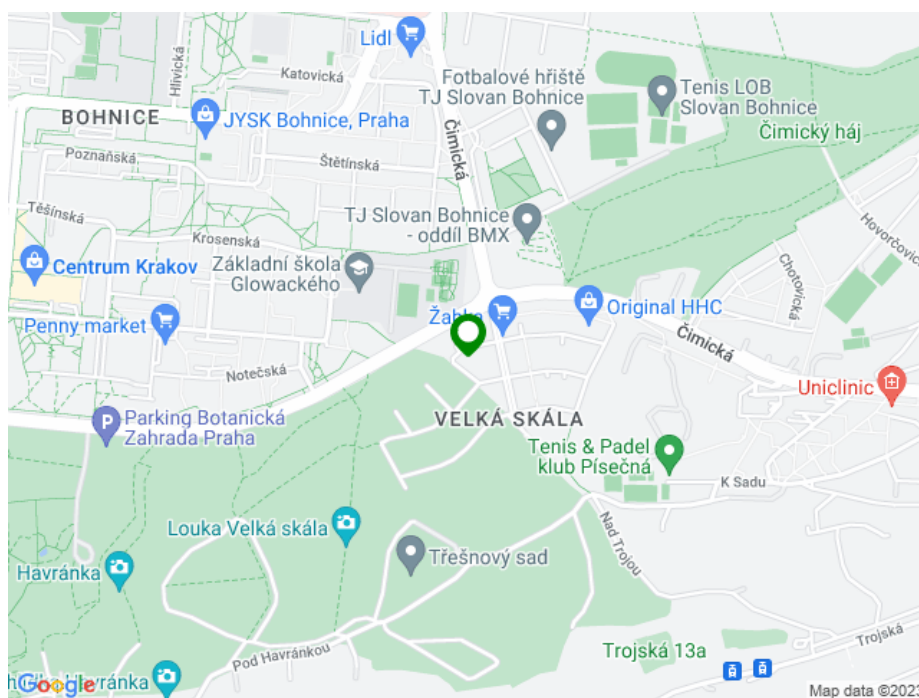 Lidl
Hlivická
Katovická
Fotbalové hřiště
TJ Slovan Bohnice
Tenis LOB
Slovan Bohnice
BOHNICE
JYSK Bohnice, Praha
Čimická
Čimický háj
Poznaňská
Štětínská
Těšínská
TJ Slovan Bohnice
- oddíl BMX
Hovorčovic
Krosenská
Centrum Krakov
Základní škola
Glowackého
Chotovická
Penny market
Original HHC
Čimická
Notečská
Uniclinic
Parking Botanická
Zahrada Praha
VELKÁ SKÁLA
Tenis & Padel
klub Písečná
K Sadu
Louka Velká skála
Nad Trojou
Havránka
Třešnový sad
Trojská
Trojská 13a
Pod Havránkou
Havránka
Google
Map data ©202